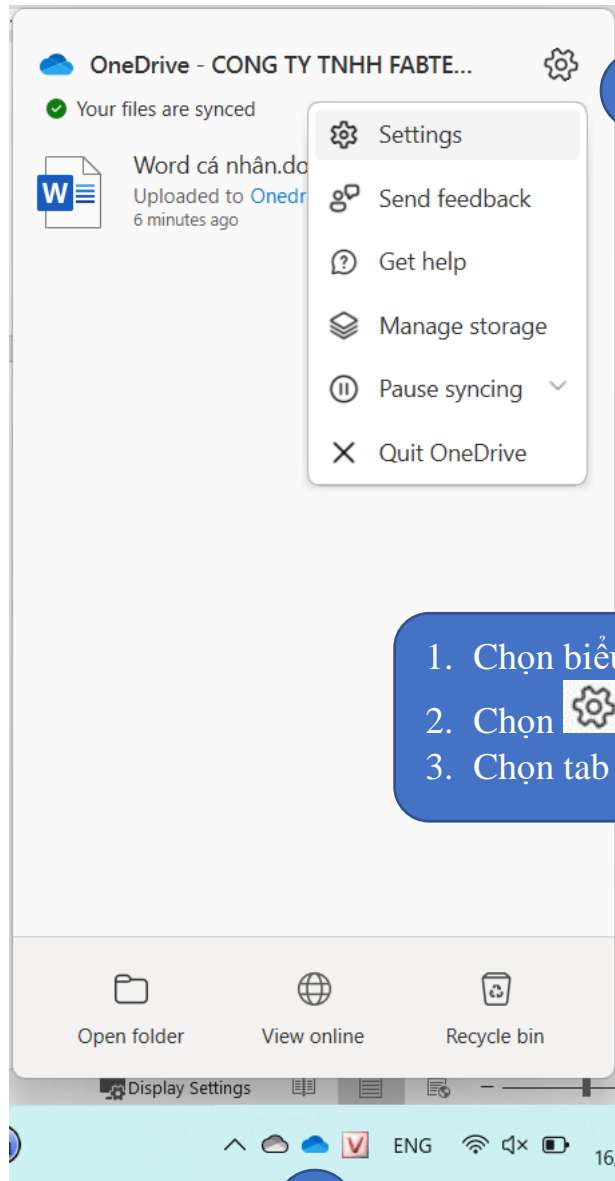 OneDrive - CONG TY TNHH FABTE...
Your files are synced
Word cá nhân.do
Uploaded to Onedr
6 minutes ago
Settings
Send feedback
Get help
Manage storage
Pause syncing
Quit OneDrive
1. Chọn biểu
2. Chọn
3. Chọn tab
Open folder
View online
Recycle bin
Display Settings
ENG
16